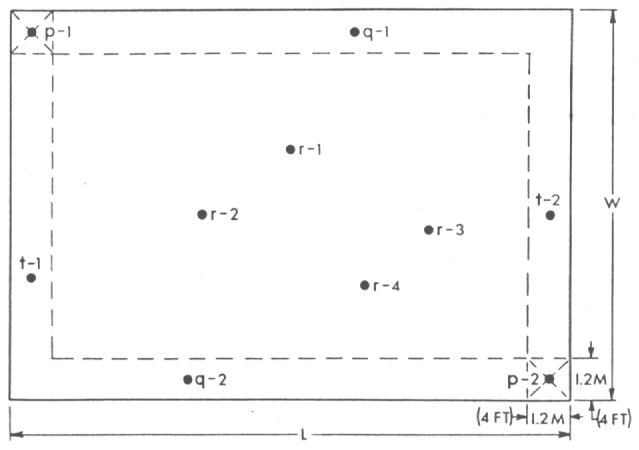 p-1
q-1
r-1
t-2
W
r-2
r-3
t-1
r-4
q-2
p-2
1.2M
(4 FT)
1.2M
(4 FT)
L